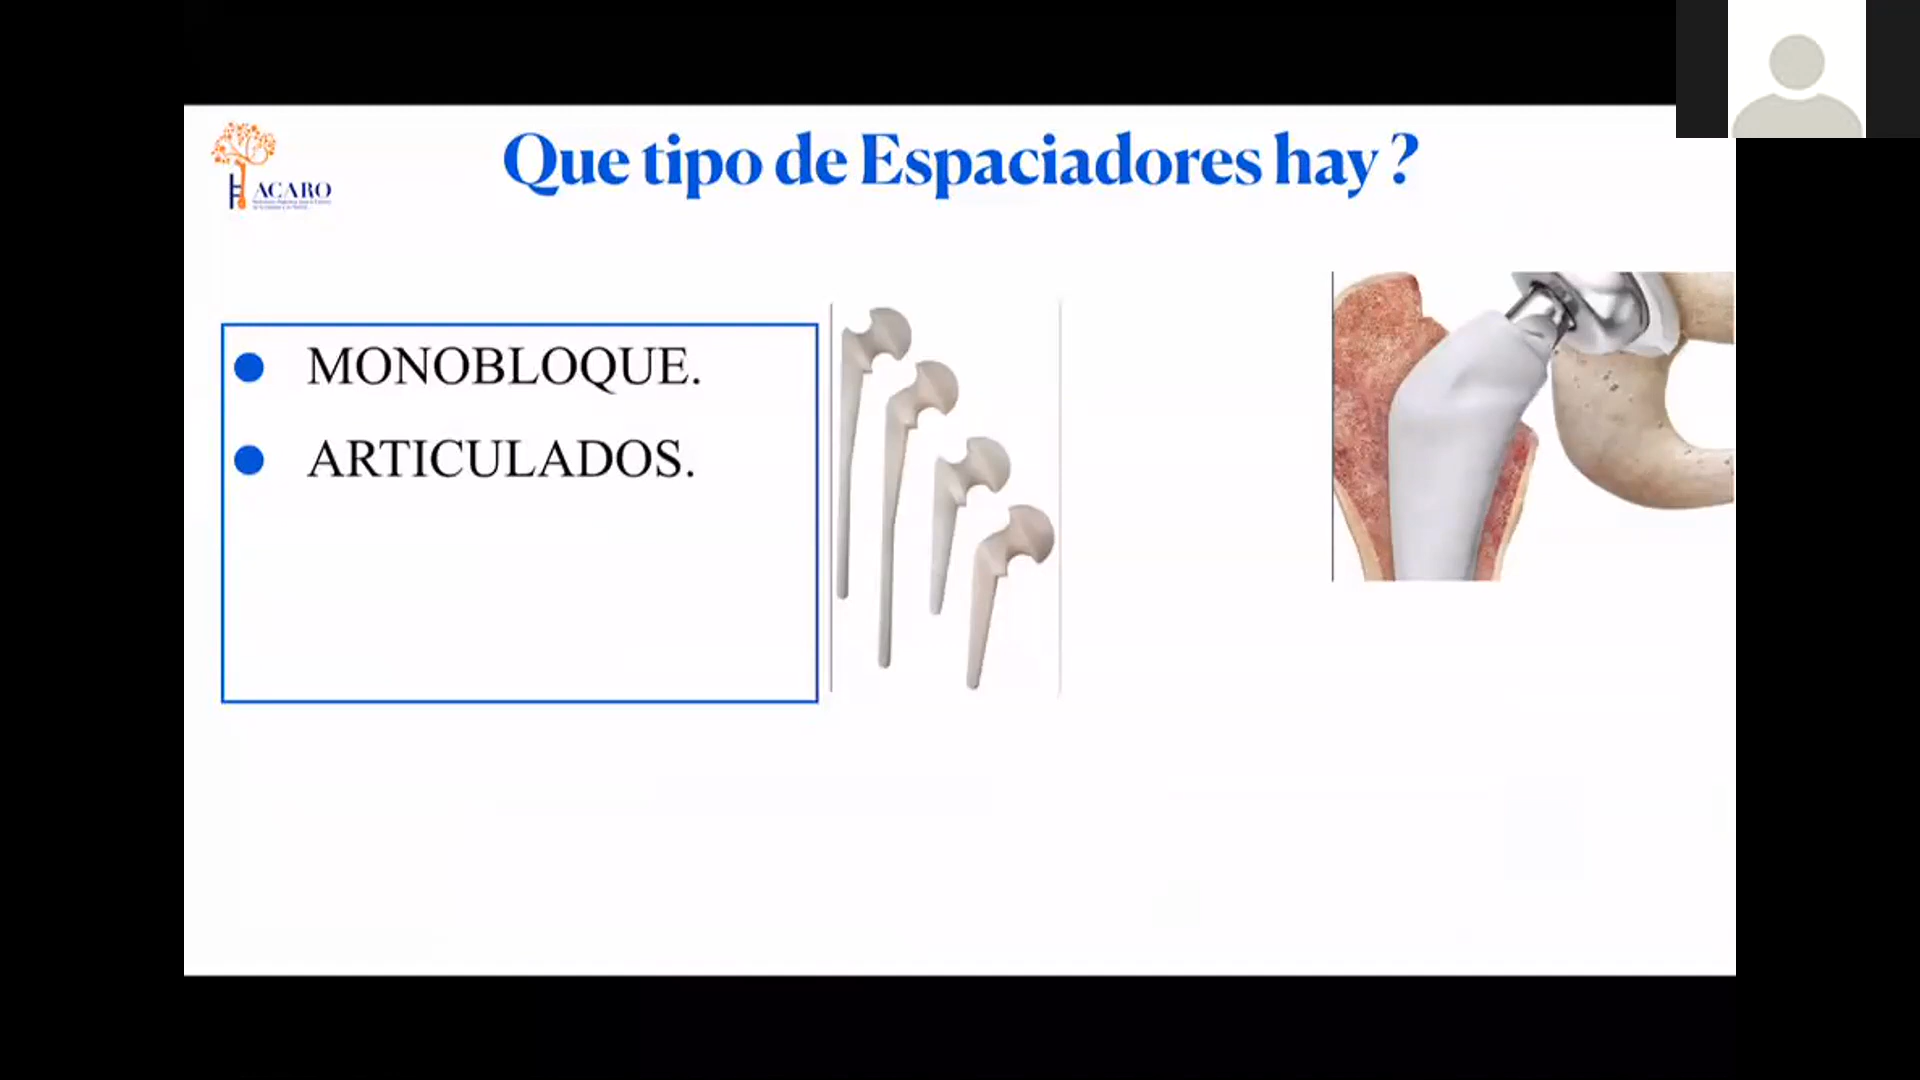 Que tipo de Espaciadores hay ?
ACARO
MONOBLOQUE.
ARTICULADOS.